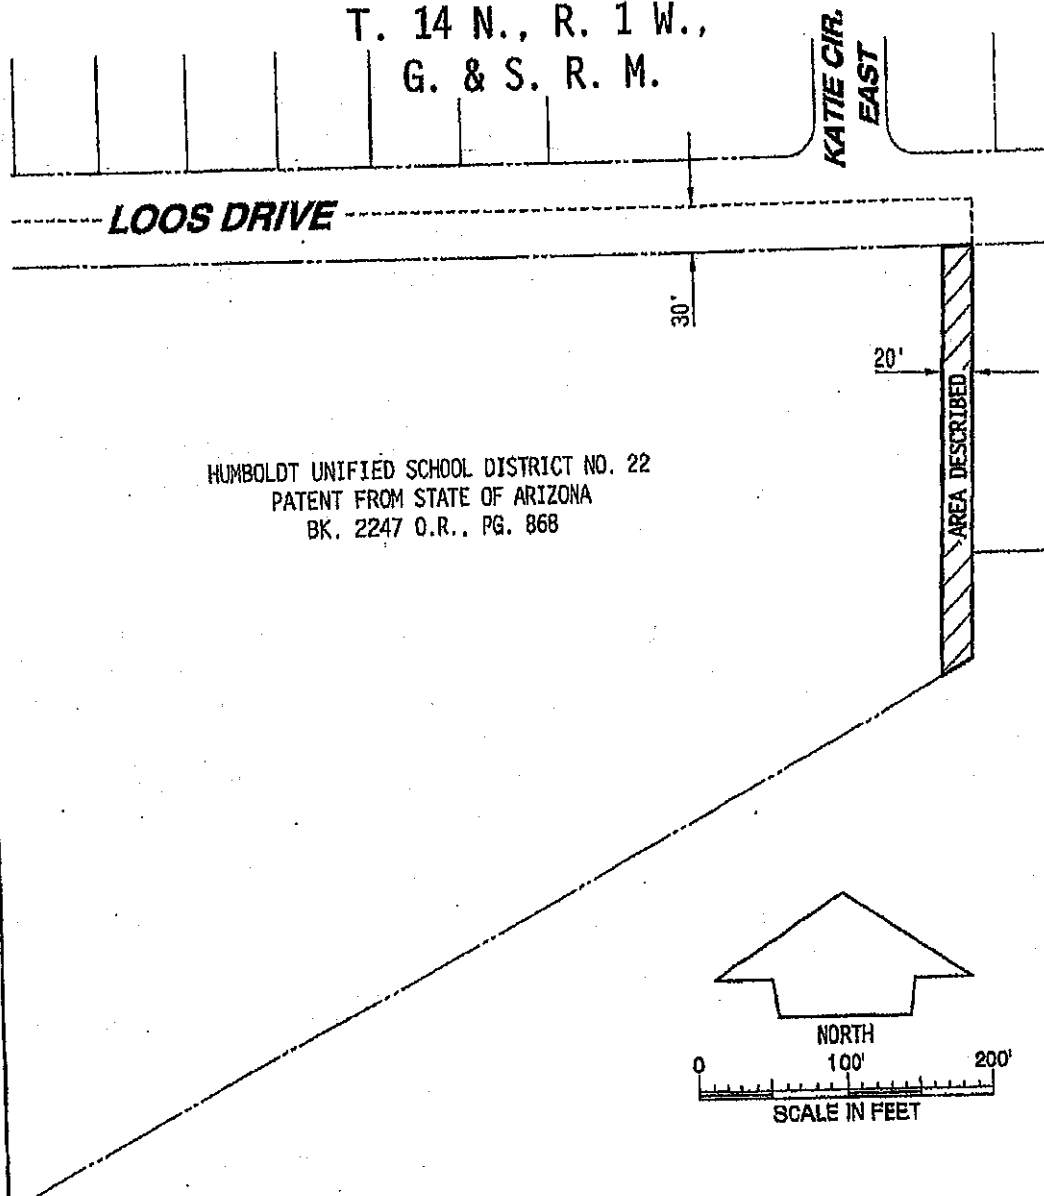 T. 14 N., R. 1 W.,
G. & S. R. M.
KATIE CIR.
EAST
LOOS DRIVE
30'
20'
AREA DESCRIBED
HUMBOLDT UNIFIED SCHOOL DISTRICT NO. 22
PATENT FROM STATE OF ARIZONA
BK. 2247 O.R., PG. 868
NORTH
0 100' 200'
SCALE IN FEET